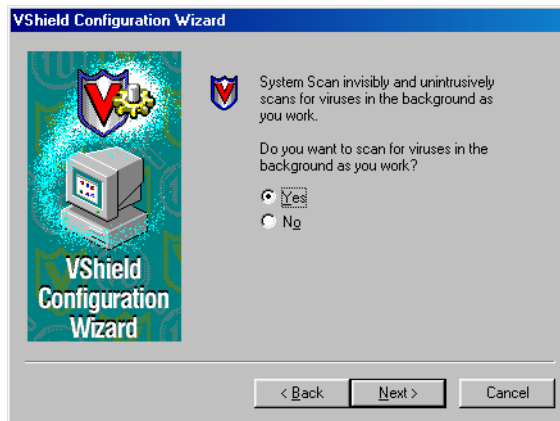 VShield Configuration Wizard
System Scan invisibly and unintrusively
scans for viruses in the background as
you work.
Do you want to scan for viruses in the
background as you work?
Yes
No
VShield
Configuration
Wizard
< Back
Next >
Cancel